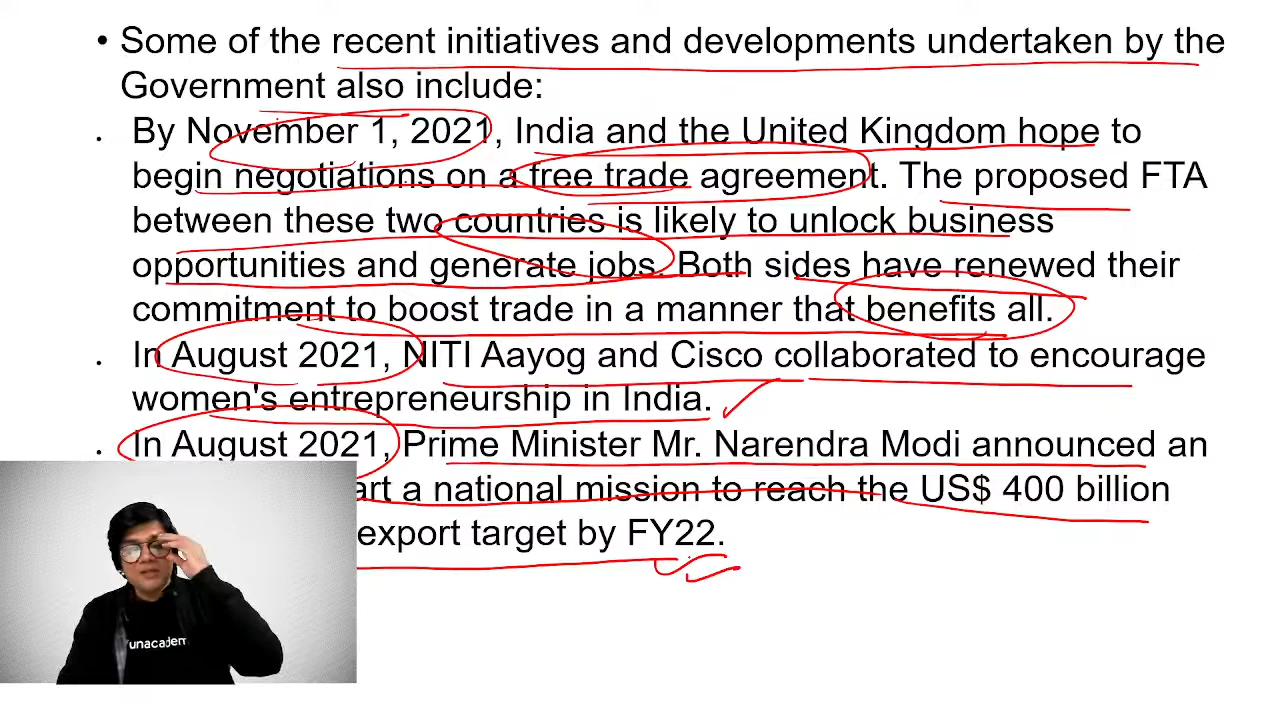 • Some of the recent initiatives and developments undertaken by the
Government also include:
• By November 1, 2021, India and the United Kingdom hope to
begin negotiations on a free trade agreement. The proposed FTA
between these two countries is likely to unlock business
opportunities and generate jobs. Both sides have renewed their
commitment to boost trade in a manner that benefits all.
• In August 2021, NITI Aayog and Cisco collaborated to encourage
women's entrepreneurship in India.
• In August 2021, Prime Minister Mr. Narendra Modi announced an
art a national mission to reach the US$ 400 billion
export target by FY22.
unacadem